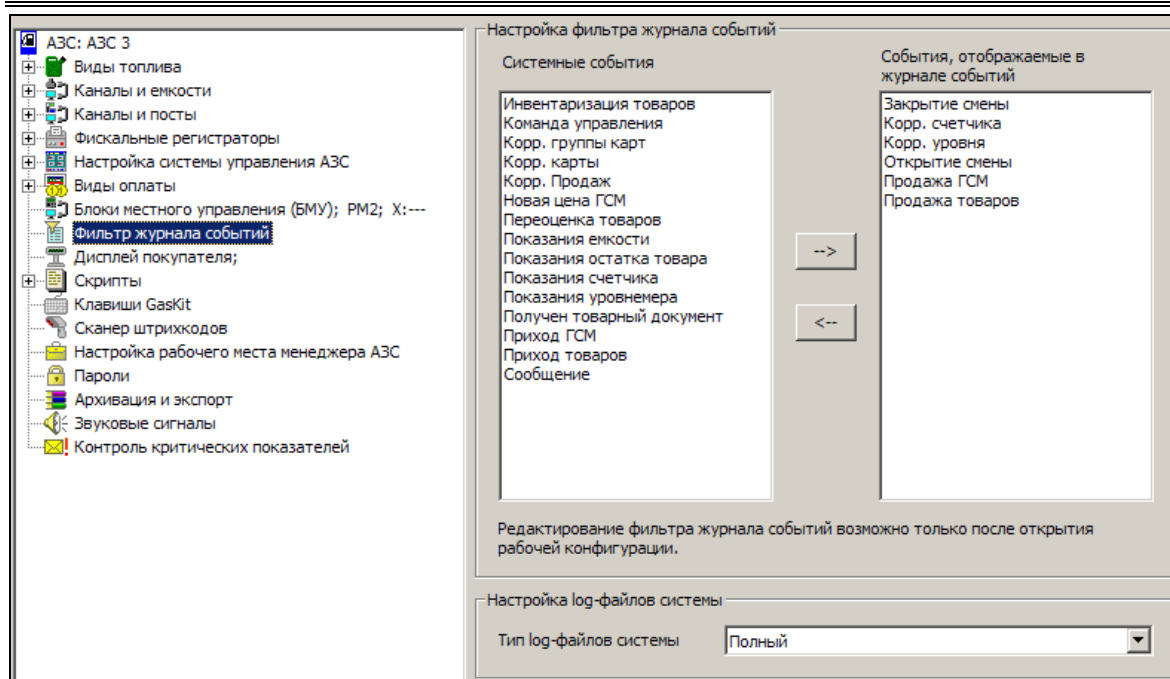 АЗС: АЗС 3
Виды топлива
Каналы и емкости
Каналы и посты
Фискальные регистраторы
Настройка системы управления АЗС
Виды оплаты
Блоки местного управления (БМУ); PM2; X:---
Фильтр журнала событий
Дисплей покупателя;
Скрипты
Клавиши GasKit
Сканер штрихкодов
Настройка рабочего места менеджера АЗС
Пароли
Архивация и экспорт
Звуковые сигналы
Контроль критических показателей
Настройка фильтра журнала событий
Системные события
Инвентаризация товаров
Команда управления
Корр. группы карт
Корр. карты
Корр. Продаж
Новая цена ГСМ
Переоценка товаров
Показания емкости
Показания остатка товара
Показания счетчика
Показания уровнемера
Получен товарный документ
Приход ГСМ
Приход товаров
Сообщение
-->
<--
События, отображаемые в
журнале событий
Закрытие смены
Корр. счетчика
Корр. уровня
Открытие смены
Продажа ГСМ
Продажа товаров
Редактирование фильтра журнала событий возможно только после открытия
рабочей конфигурации.
Настройка log-файлов системы
Тип log-файлов системы
Полный